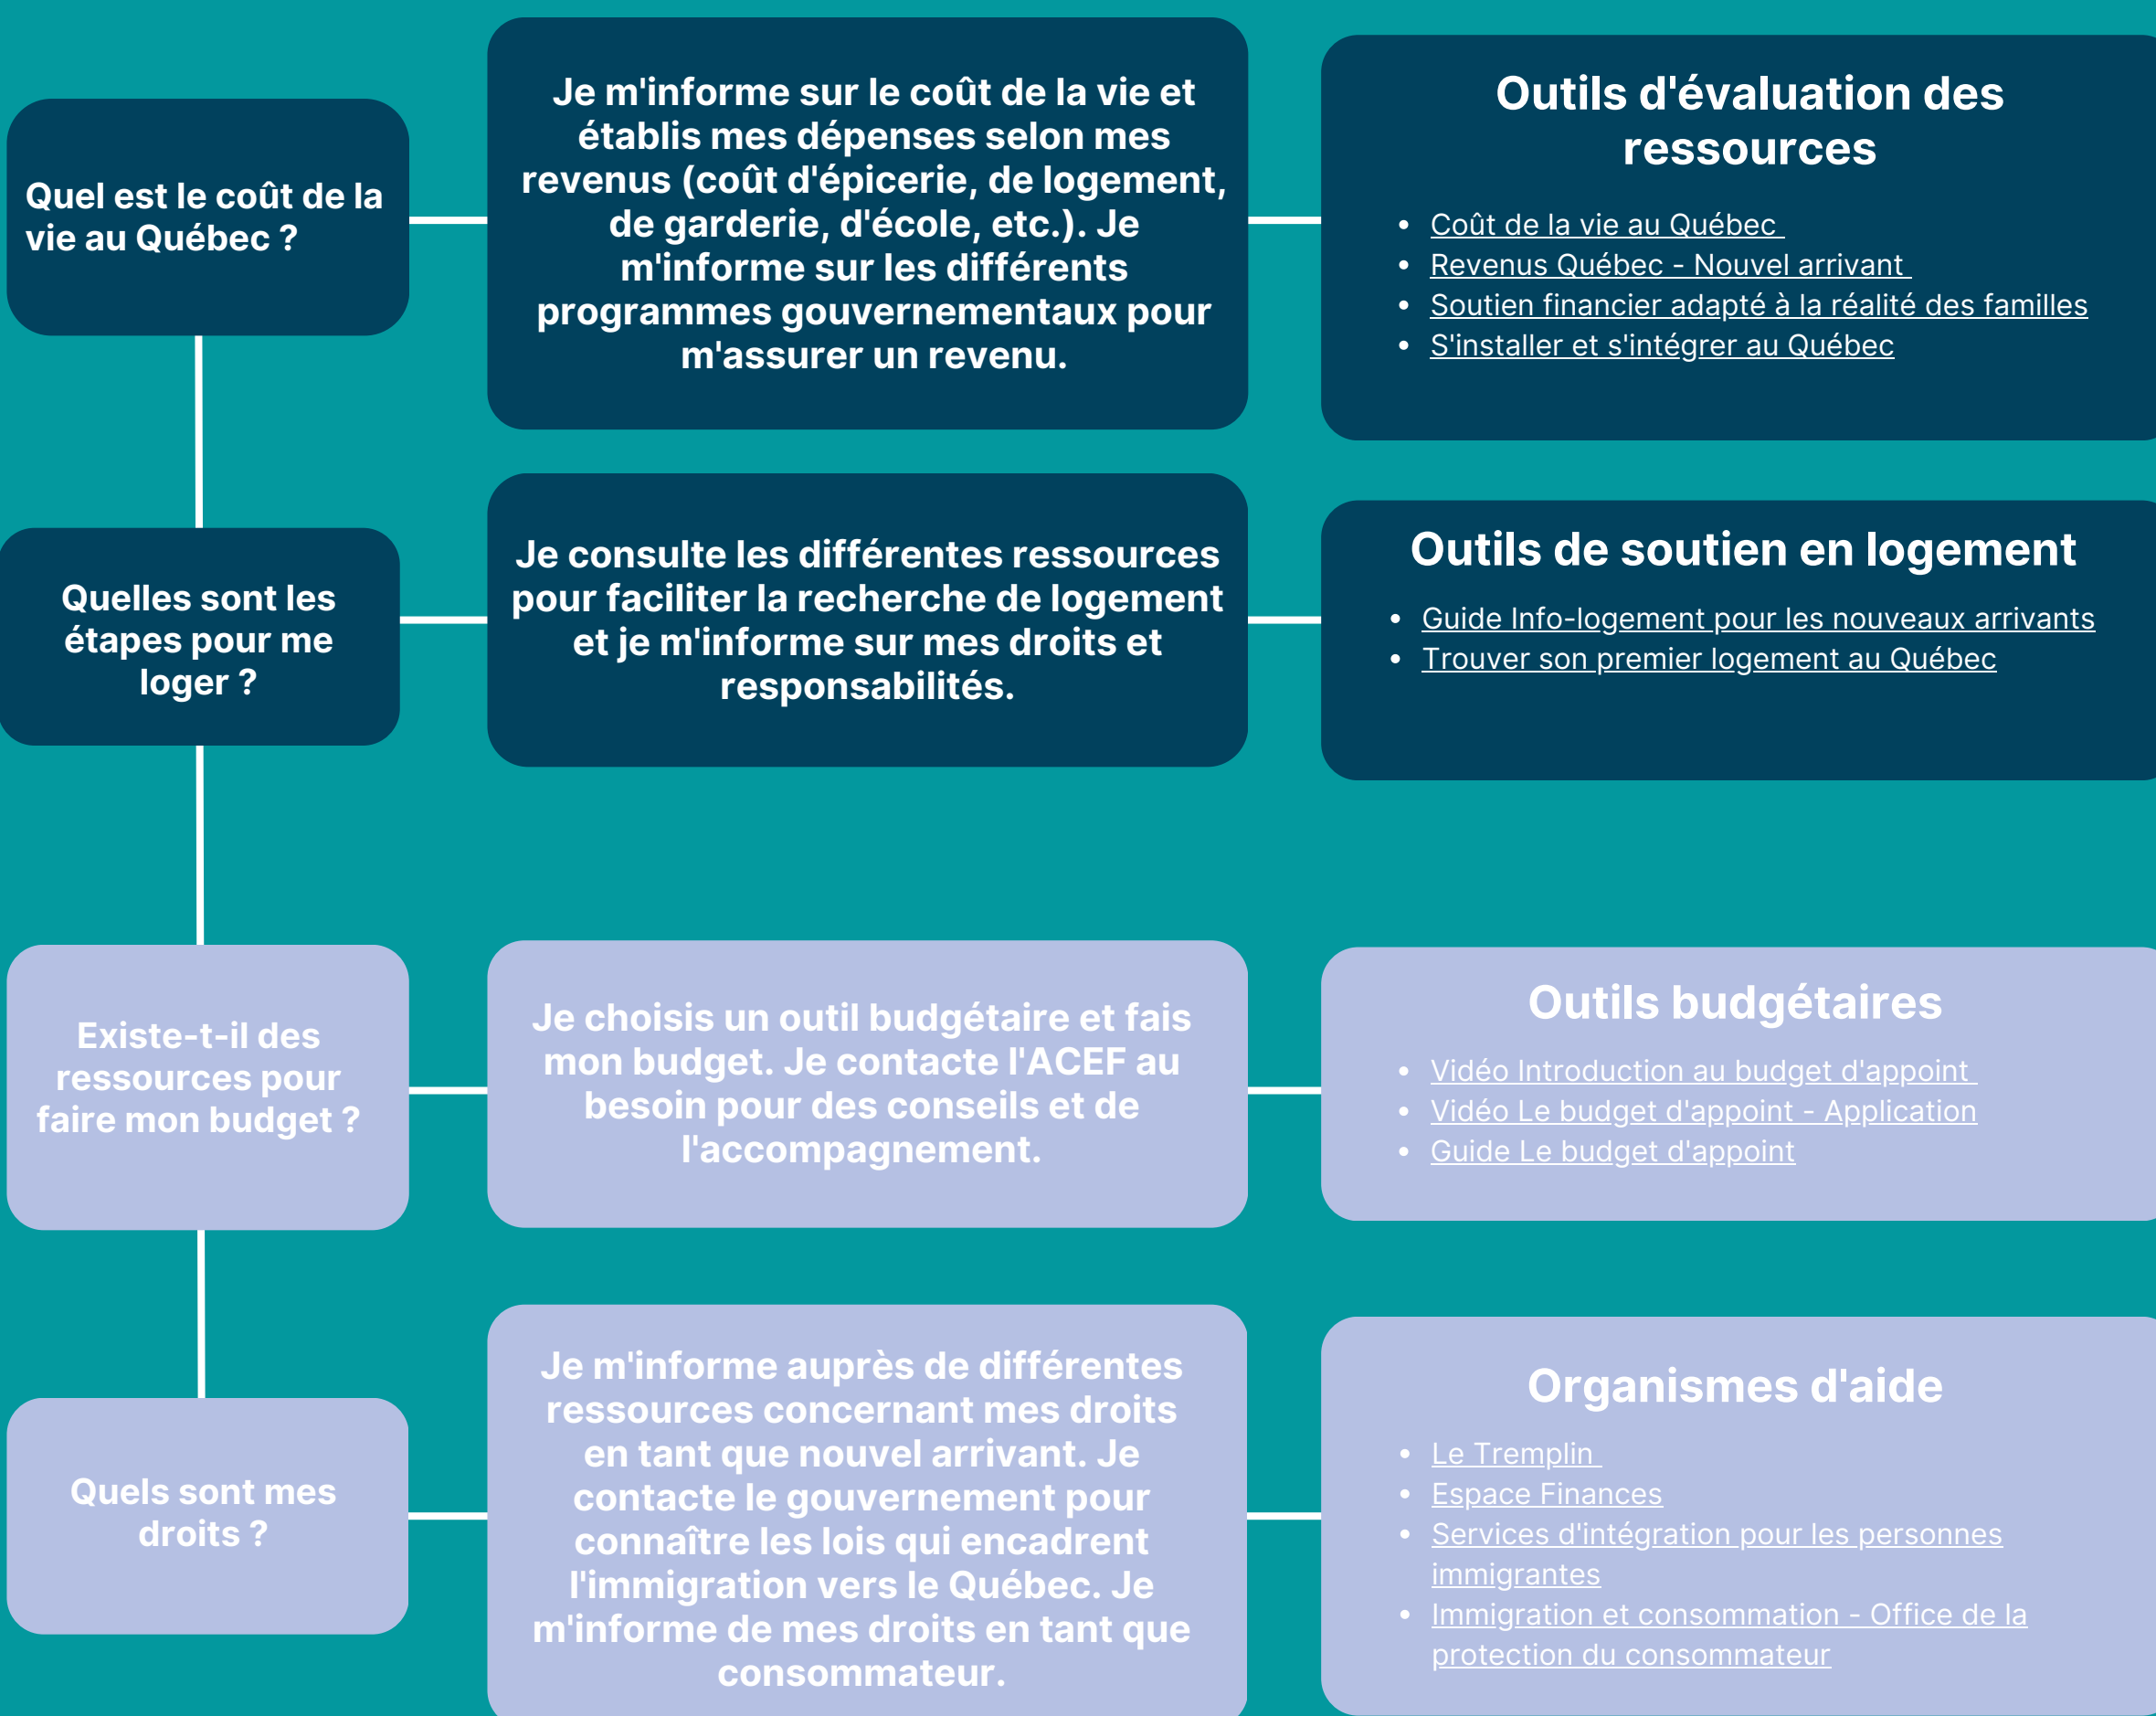 Quel est le coût de la
vie au Québec ?
Je m'informe sur le coût de la vie et
établis mes dépenses selon mes
revenus (coût d'épicerie, de logement,
de garderie, d'école, etc.). Je
m'informe sur les différents
programmes gouvernementaux pour
m'assurer un revenu.
Outils d'évaluation des
ressources
• Coût de la vie au Québec
• Revenus Québec - Nouvel arrivant
• Soutien financier adapté à la réalité des familles
• S'installer et s'intégrer au Québec
Quelles sont les
étapes pour me
loger ?
Je consulte les différentes ressources
pour faciliter la recherche de logement
et je m'informe sur mes droits et
responsabilités.
Outils de soutien en logement
• Guide Info-logement pour les nouveaux arrivants
• Trouver son premier logement au Québec
Existe-t-il des
ressources pour
faire mon budget ?
Je choisis un outil budgétaire et fais
mon budget. Je contacte l'ACEF au
besoin pour des conseils et de
l'accompagnement.
Outils budgétaires
• Vidéo Introduction au budget d'appoint
• Vidéo Le budget d'appoint - Application
• Guide Le budget d'appoint
Quels sont mes
droits ?
Je m'informe auprès de différentes
ressources concernant mes droits
en tant que nouvel arrivant. Je
contacte le gouvernement pour
connaître les lois qui encadrent
l'immigration vers le Québec. Je
m'informe de mes droits en tant que
consommateur.
Organismes d'aide
• Le Tremplin
• Espace Finances
• Services d'intégration pour les personnes
immigrantes
• Immigration et consommation - Office de la
protection du consommateur